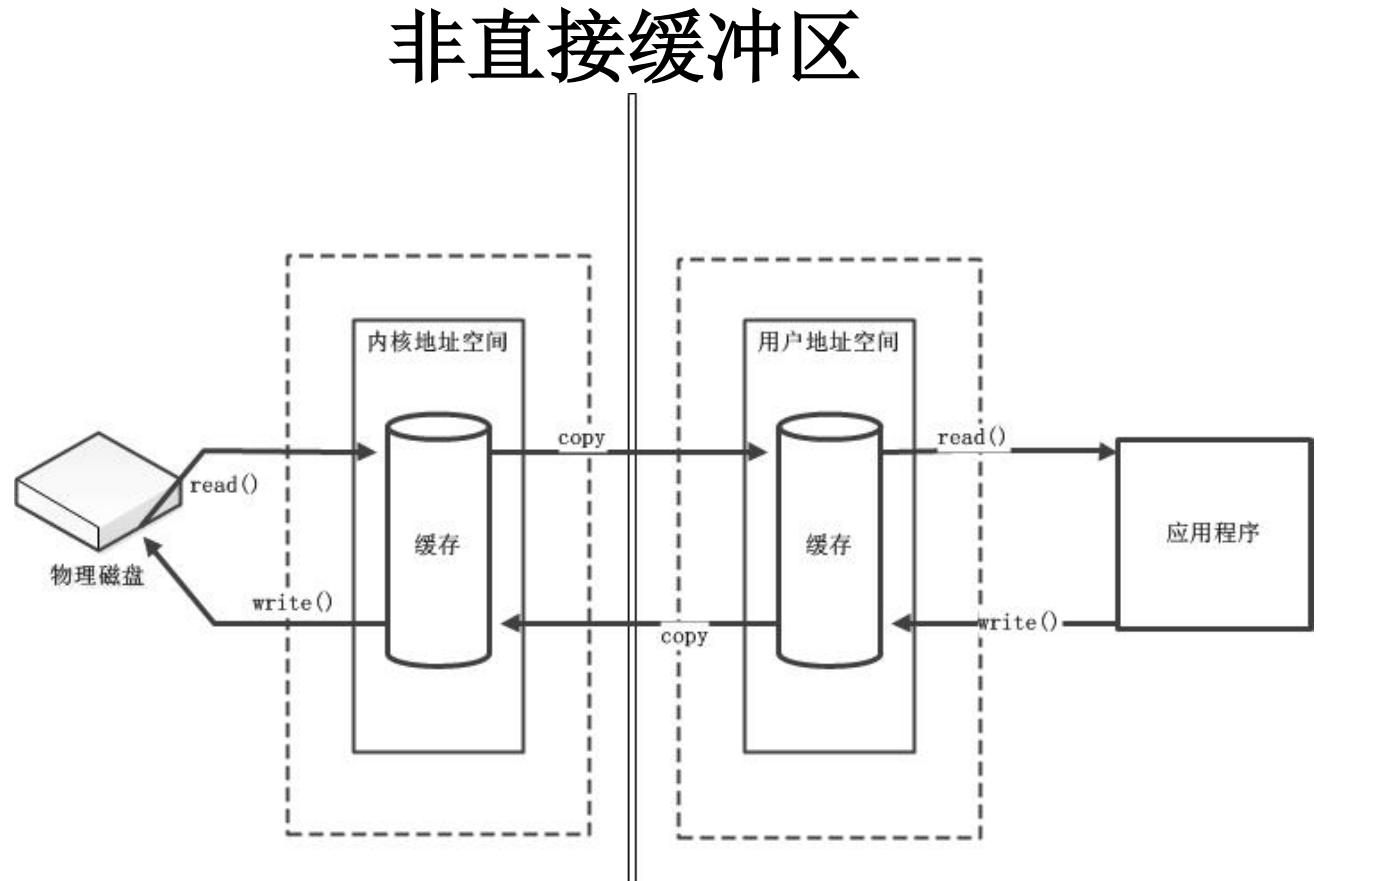 非直接缓冲区
内核地址空间
用户地址空间
copy
read()
read()
应用程序
缓存
缓存
物理磁盘
write()
copy
write()